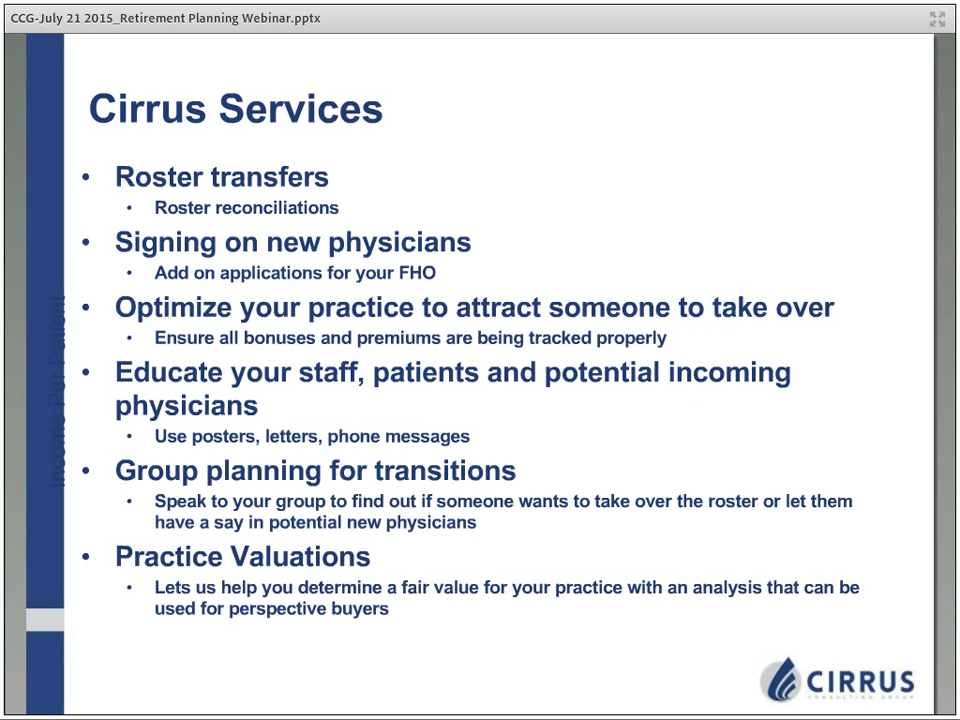 CCG-July 21 2015_Retirement Planning Webinar.pptx
Cirrus Services
• Roster transfers
• Roster reconciliations
• Signing on new physicians
• Add on applications for your FHO
• Optimize your practice to attract someone to take over
• Ensure all bonuses and premiums are being tracked properly
• Educate your staff, patients and potential incoming
physicians
• Use posters, letters, phone messages
• Group planning for transitions
• Speak to your group to find out if someone wants to take over the roster or let them
have a say in potential new physicians
• Practice Valuations
• Lets us help you determine a fair value for your practice with an analysis that can be
used for perspective buyers
Income Per Patient
CIRRUS
CONSULTING GROUP